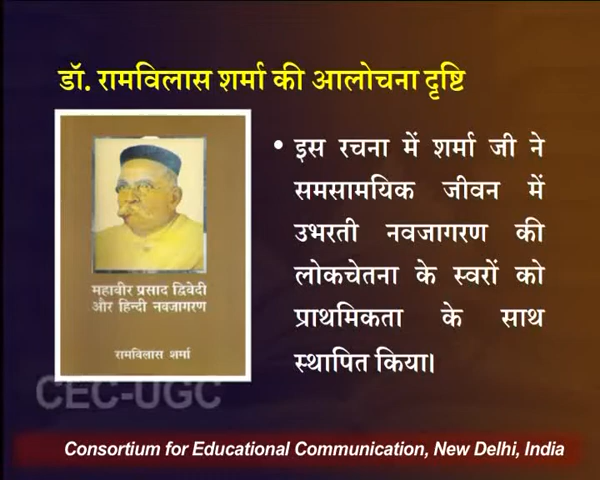 डॉ. रामविलास शर्मा की आलोचना दृष्टि
महावीर प्रसाद द्विवेदी
और हिन्दी नवजागरण
रामविलास शर्मा
• इस रचना में शर्मा जी ने
समसामयिक जीवन में
उभरती नवजागरण की
लोकचेतना के स्वरों को
प्राथमिकता के साथ
स्थापित किया।
CEC-UGC
Consortium for Educational Communication, New Delhi, India